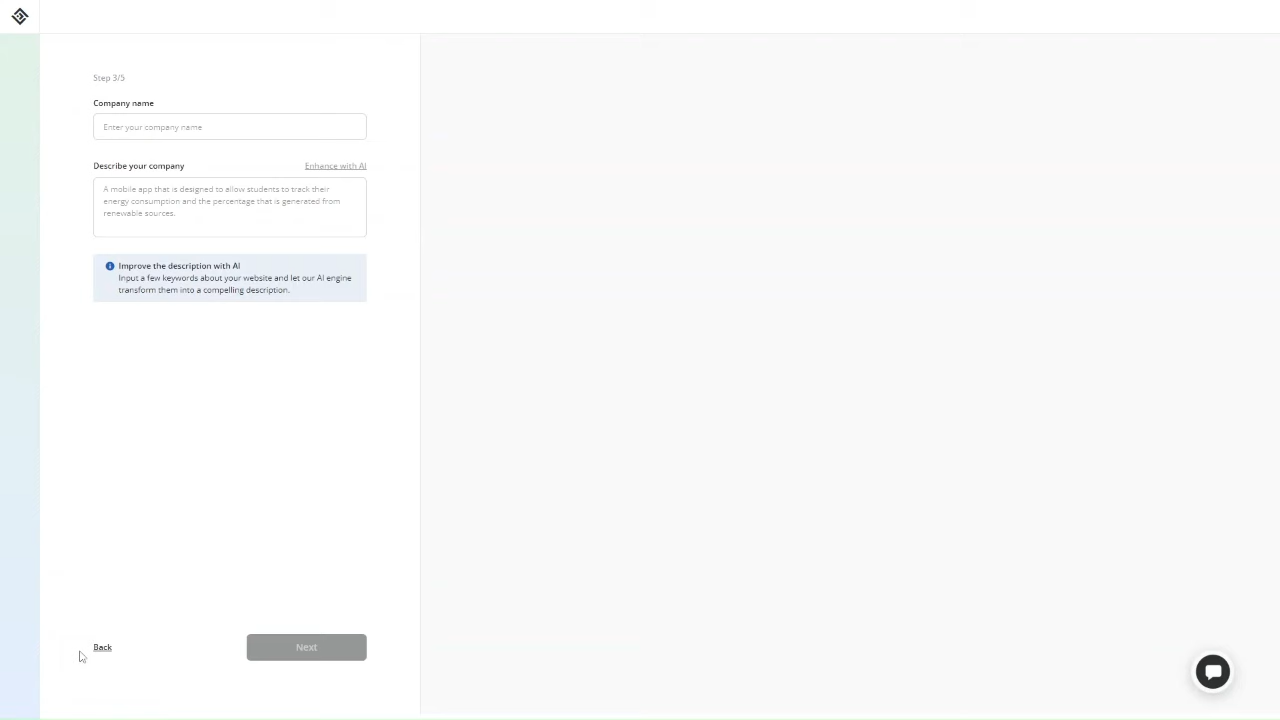 Step 3/5
Company name
Enter your company name
Describe your company
Enhance with AI
A mobile app that is designed to allow students to track their
energy consumption and the percentage that is generated from
renewable sources.
Improve the description with AI
Input a few keywords about your website and let our AI engine
transform them into a compelling description.
Back
Next